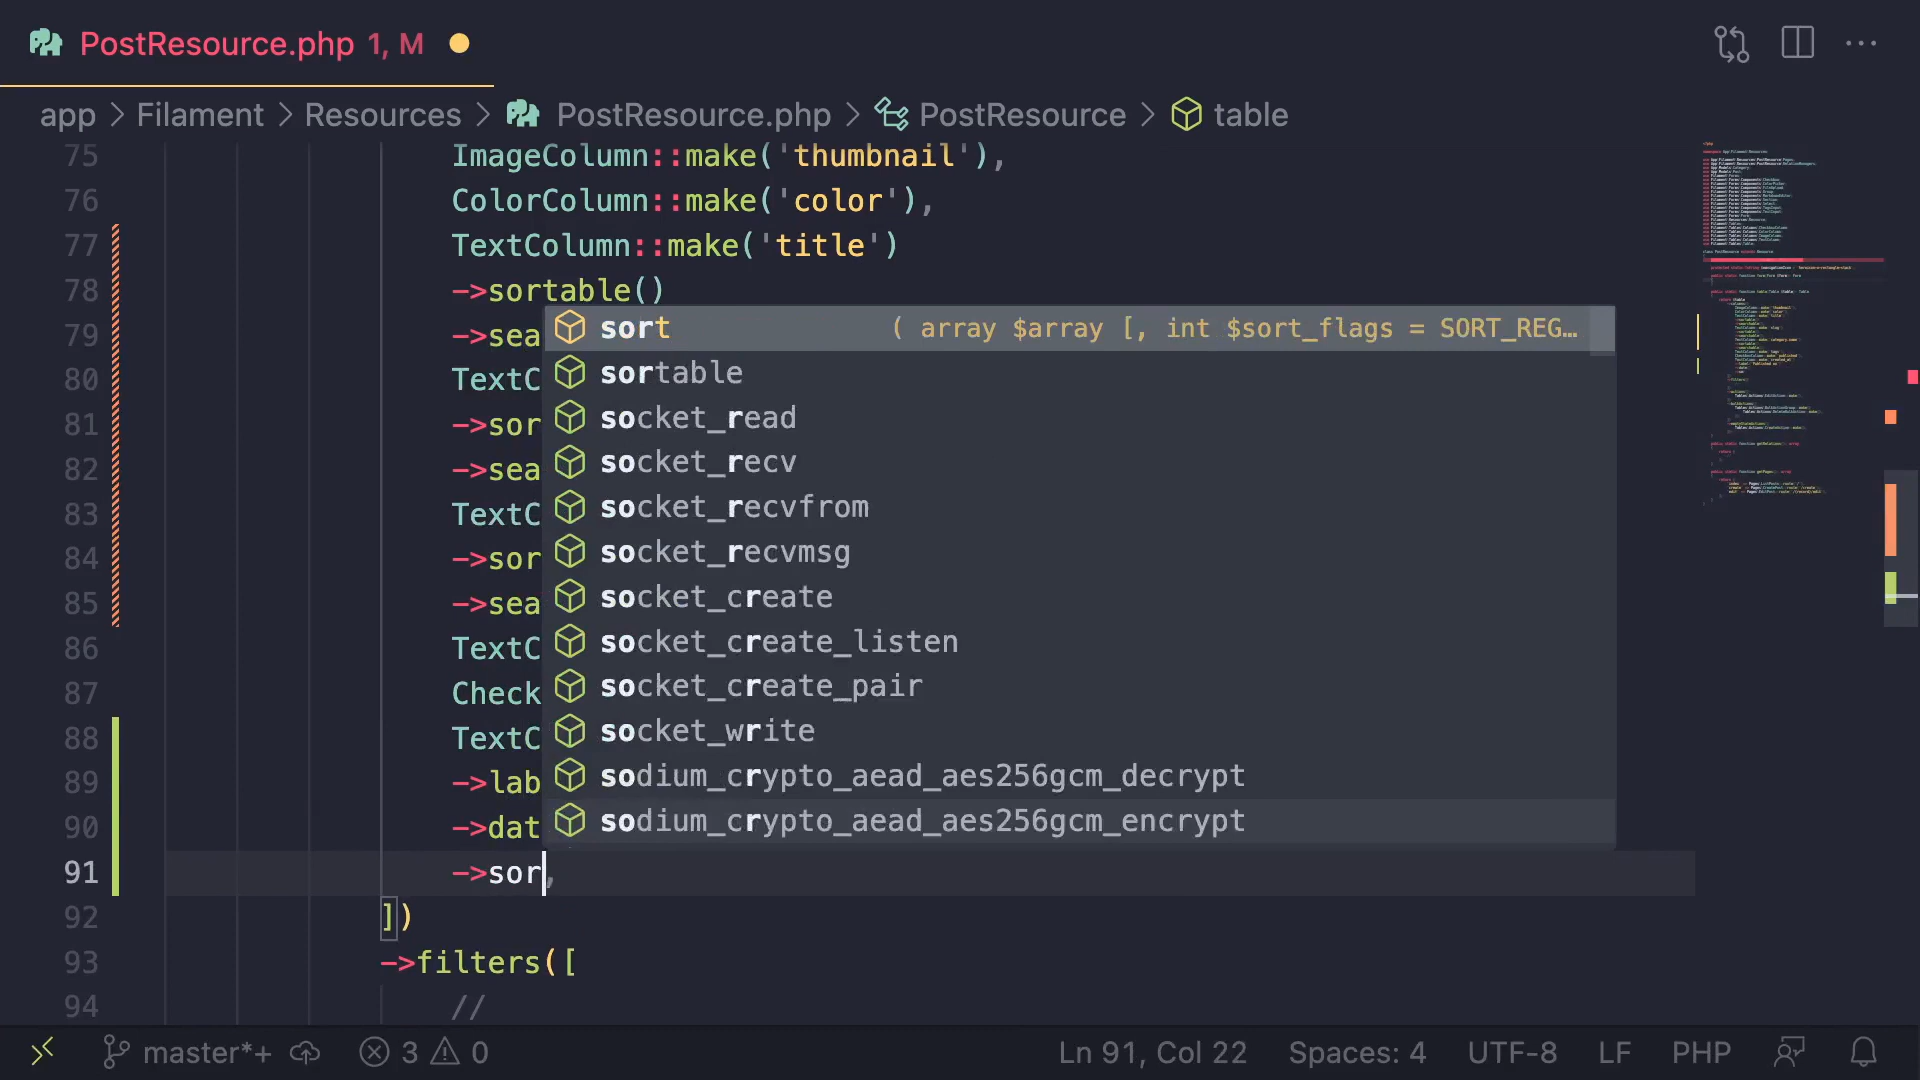 PostResource.php 1, M
app > Filament > Resources > PostResource.php > PostResource > table
75 ImageColumn::make('thumbnail'),
76 ColorColumn::make('color'),
77 TextColumn::make('title')
78 ->sortable()
79 ->sea
80 TextC
81 ->sor
82 ->sea
83 TextC
84 ->sor
85 ->sea
86 TextC
87 Check
88 TextC
89 ->lab
90 ->dat
91 ->sor,
92 ])
93 ->filters([
94 //
sort ( array $array [, int $sort_flags = SORT_REG…
sortable
socket_read
socket_recv
socket_recvfrom
socket_recvmsg
socket_create
socket_create_listen
socket_create_pair
socket_write
sodium_crypto_aead_aes256gcm_decrypt
sodium_crypto_aead_aes256gcm_encrypt
master*+ 3 0 Ln 91, Col 22 Spaces: 4 UTF-8 LF PHP